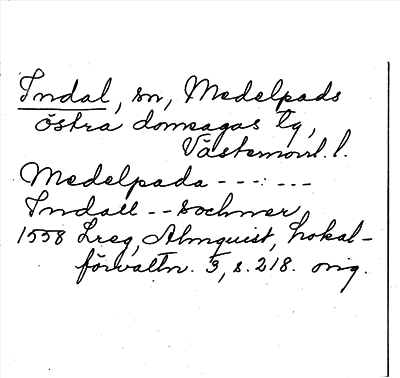 Indal, sn, Medelpads
östra domsagas tg,
Västernorrl. l.
Medelpada - - - : - - -
Indall - - sochner
1558 Lreg, Almquist, Lokal-
förvaltn. 3, s. 218. orig.